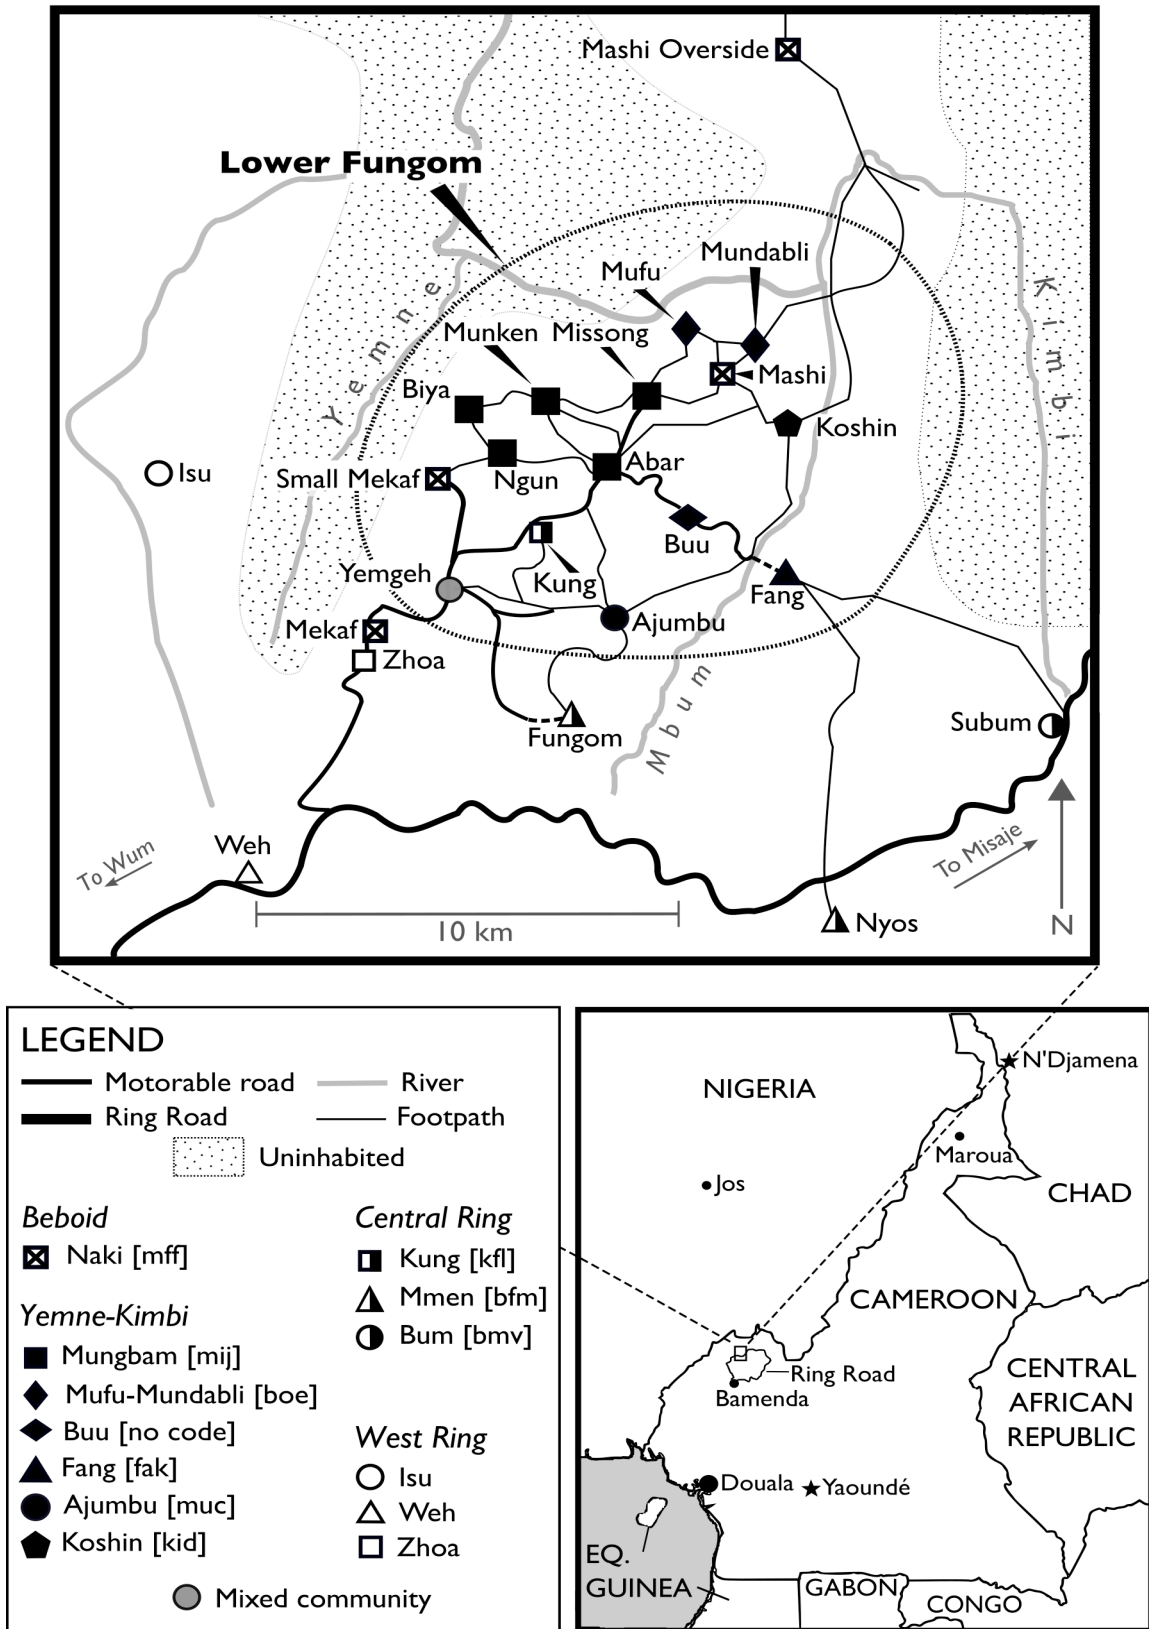 Mashi Overside
Lower Fungom
Mundabli
Mufu
Yemne
Kimbi
Munken
Missong
Biya
Mashi
Koshin
Isu
Small Mekaf
Ngun
Abar
Buu
Yemgeh
Kung
Fang
Mekaf
Ajumbu
Zhoa
Mbum
Fungom
Subum
Weh
To Wum
To Misaje
10 km
Nyos
N
LEGEND
Motorable road
River
Ring Road
Footpath
Uninhabited
Beboid
Naki [mff]
Yemne-Kimbi
Mungbam [mij]
Mufu-Mundabli [boe]
Buu [no code]
Fang [fak]
Ajumbu [muc]
Koshin [kid]
Central Ring
Kung [kfl]
Mmen [bfm]
Bum [bmv]
West Ring
Isu
Weh
Zhoa
Mixed community
NIGERIA
N'Djamena
Maroua
Jos
CHAD
CAMEROON
Ring Road
Bamenda
CENTRAL
AFRICAN
REPUBLIC
Douala
Yaoundé
EQ.
GUINEA
GABON
CONGO